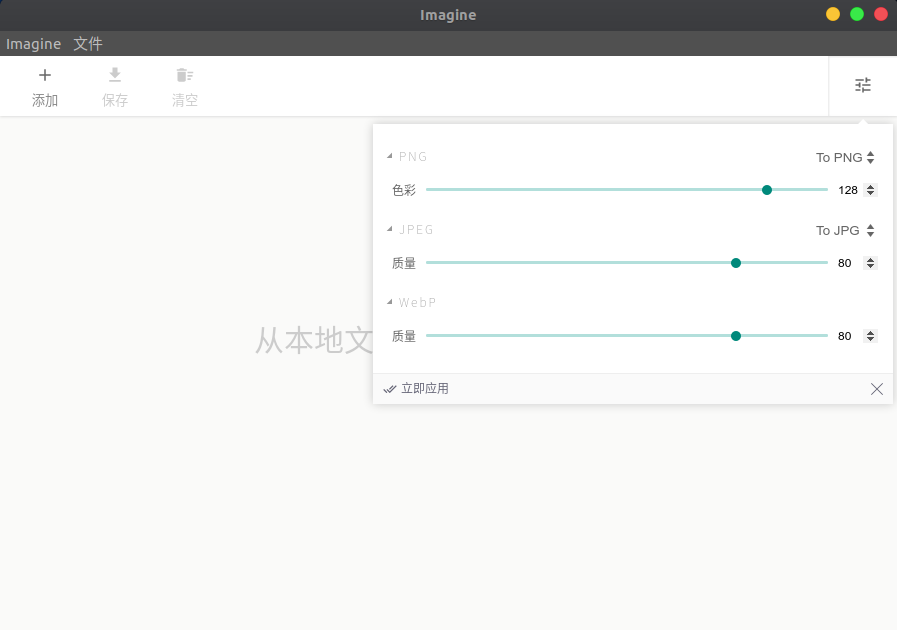 Imagine
Imagine 文件
添加 保存 清空
PNG To PNG
色彩 128
JPEG To JPG
质量 80
WebP
质量 80
从本地文
立即应用